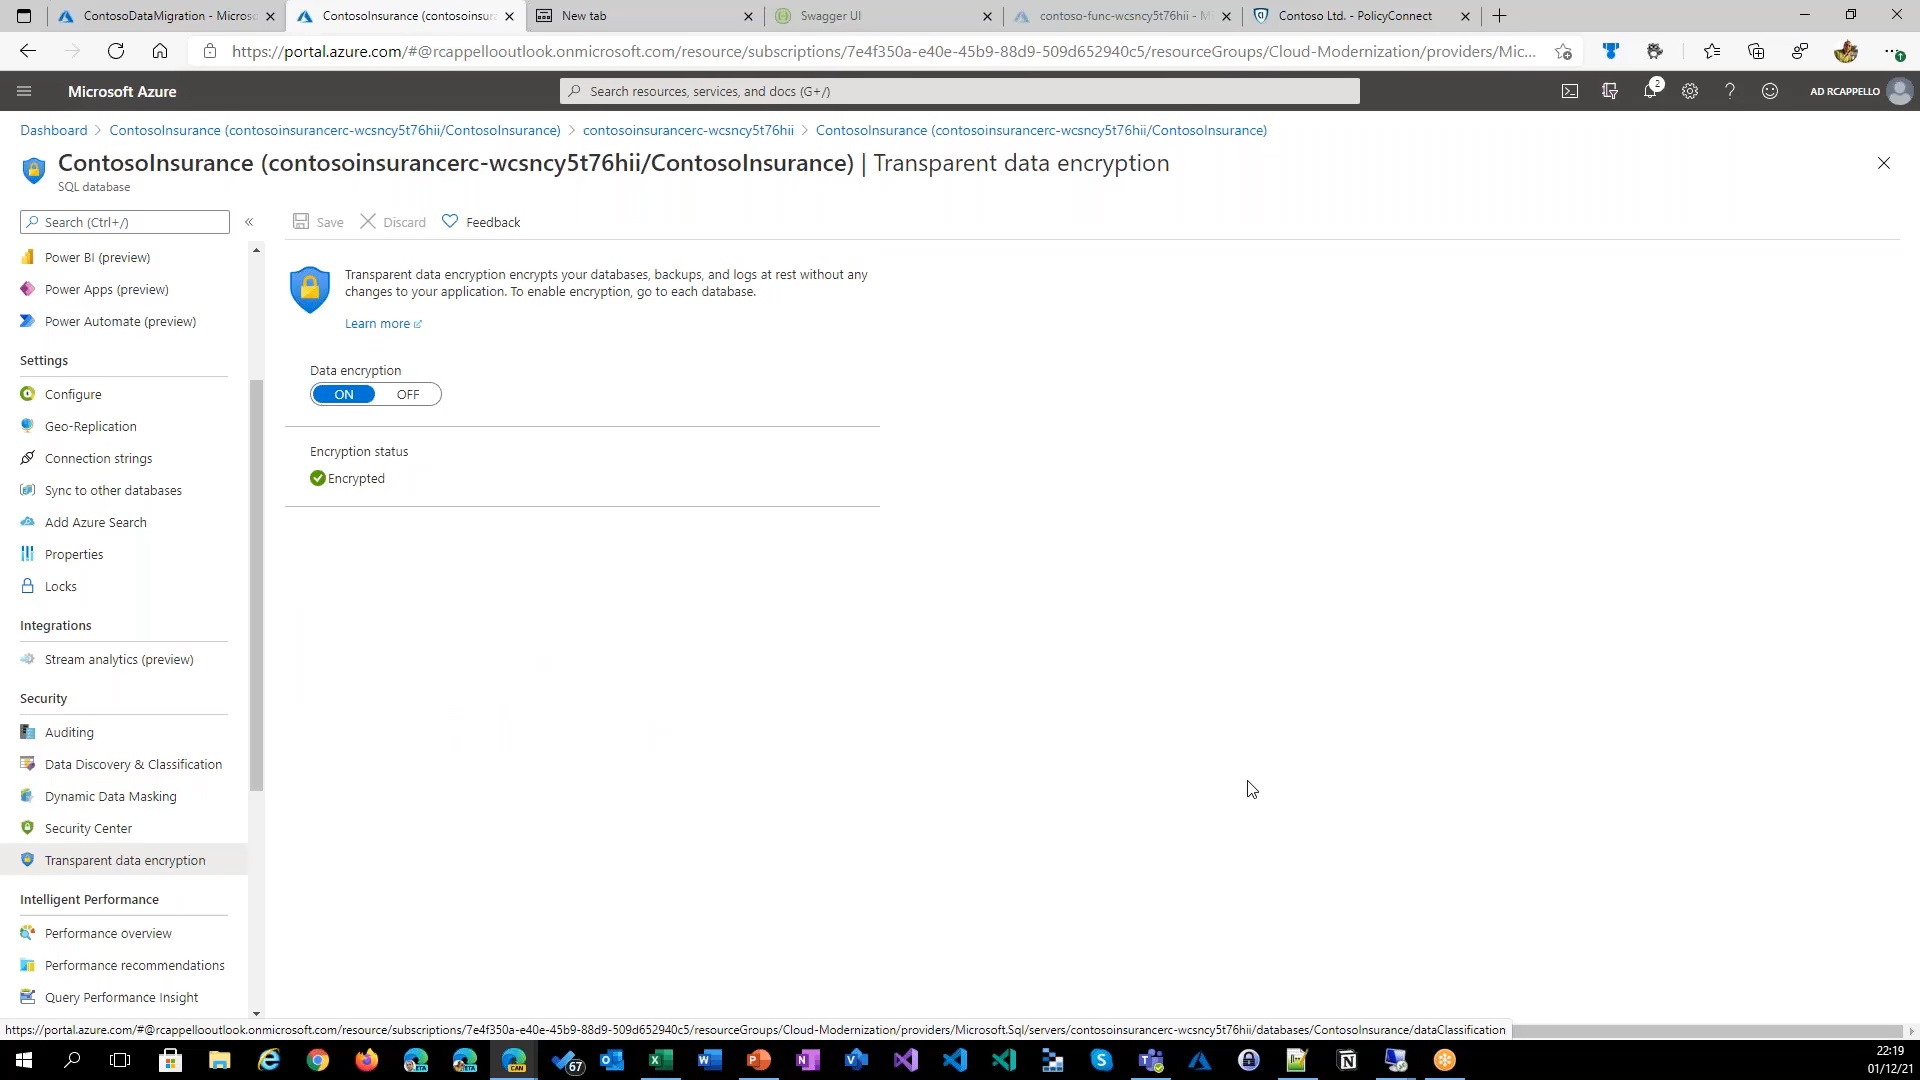 ContosoDataMigration - Micros
ContosoInsurance (contosoinsura
New tab
Swagger UI
contoso-func-wcsncy5t76hii - Mi
Contoso Ltd. - PolicyConnect
https://portal.azure.com/#@rcappellooutlook.onmicrosoft.com/resource/subscriptions/7e4f350a-e40e-45b9-88d9-509d652940c5/resourceGroups/Cloud-Modernization/providers/Mic...
Microsoft Azure
Search resources, services, and docs (G+/)
2
AD RCAPPELLO
Dashboard > ContosoInsurance (contosoinsurancerc-wcsncy5t76hii/ContosoInsurance) > contosoinsurancerc-wcsncy5t76hii > ContosoInsurance (contosoinsurancerc-wcsncy5t76hii/ContosoInsurance)
ContosoInsurance (contosoinsurancerc-wcsncy5t76hii/ContosoInsurance) | Transparent data encryption
SQL database
Search (Ctrl+/)
«
Save
Discard
Feedback
Power BI (preview)
Power Apps (preview)
Power Automate (preview)
Settings
Configure
Geo-Replication
Connection strings
Sync to other databases
Add Azure Search
Properties
Locks
Integrations
Stream analytics (preview)
Security
Auditing
Data Discovery & Classification
Dynamic Data Masking
Security Center
Transparent data encryption
Intelligent Performance
Performance overview
Performance recommendations
Query Performance Insight
Transparent data encryption encrypts your databases, backups, and logs at rest without any
changes to your application. To enable encryption, go to each database.
Learn more
Data encryption
ON OFF
Encryption status
Encrypted
https://portal.azure.com/#@rcappellooutlook.onmicrosoft.com/resource/subscriptions/7e4f350a-e40e-45b9-88d9-509d652940c5/resourceGroups/Cloud-Modernization/providers/Microsoft.Sql/servers/contosoinsurancerc-wcsncy5t76hii/databases/ContosoInsurance/dataClassification
67
22:19
01/12/21